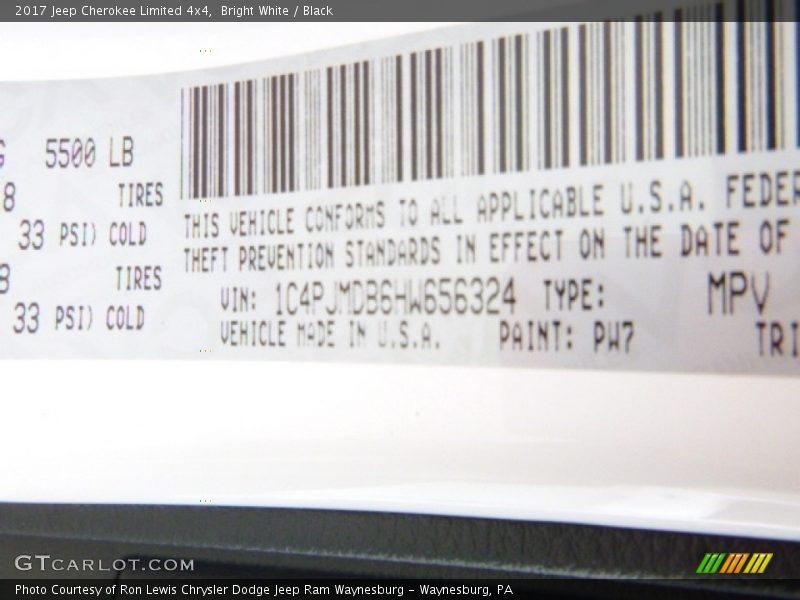 2017 Jeep Cherokee Limited 4x4, Bright White / Black
5500 LB
8 TIRES
33 PSI) COLD
TIRES
33 PSI) COLD
THIS VEHICLE CONFORMS TO ALL APPLICABLE U.S.A. FEDER
THEFT PREVENTION STANDARDS IN EFFECT ON THE DATE OF
VIN: 1C4PJMDB6HW656324 TYPE: MPV
VEHICLE MADE IN U.S.A. PAINT: PW7 TRI
GTCARLOT.COM
Photo Courtesy of Ron Lewis Chrysler Dodge Jeep Ram Waynesburg - Waynesburg, PA